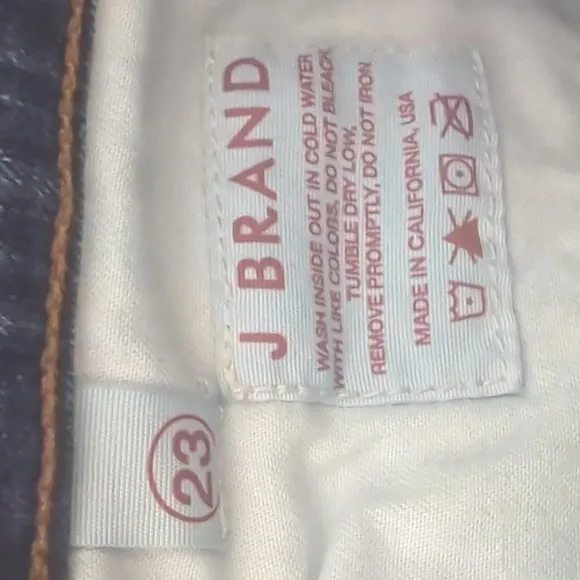 J BRAND
WASH INSIDE OUT IN COLD WATER
WITH LIKE COLORS, DO NOT BLEACH,
TUMBLE DRY LOW,
REMOVE PROMPTLY, DO NOT IRON
MADE IN CALIFORNIA, USA
23